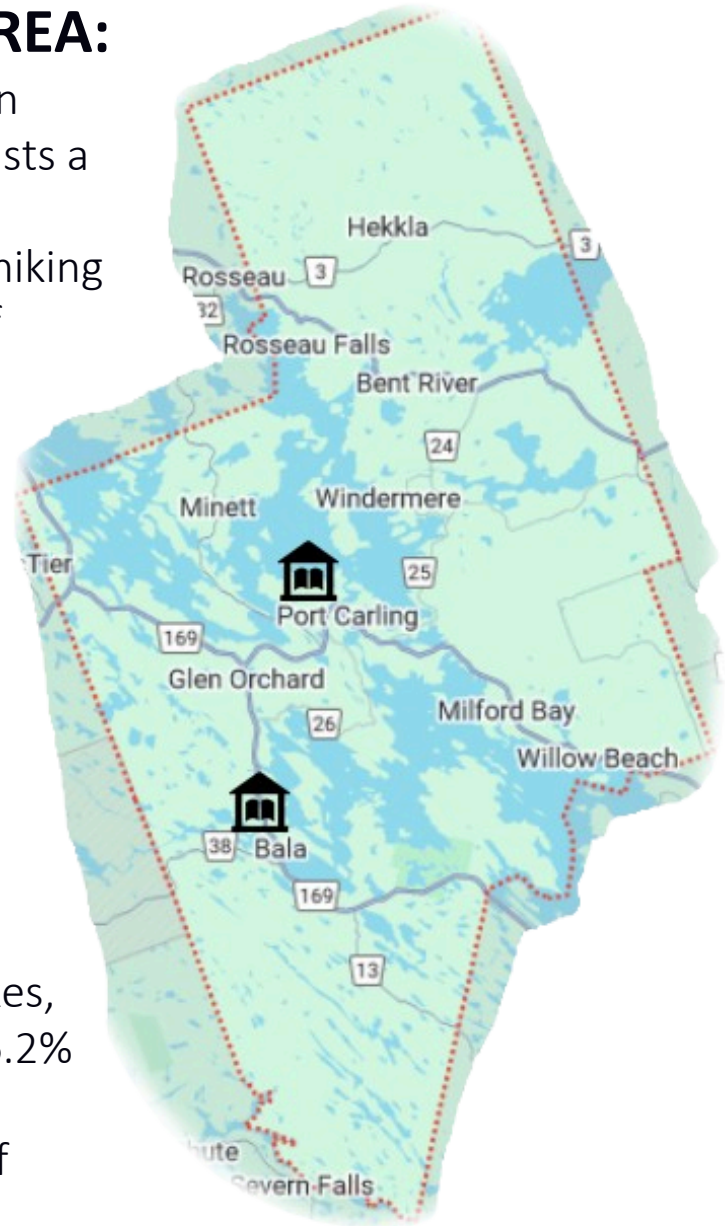 REA:
n
sts a
hiking
Hekkla
3
3
Rosseau
32
Rosseau Falls
Bent River
24
Minett
Windermere
Tier
25
Port Carling
169
Glen Orchard
26
Milford Bay
Willow Beach
38
Bala
169
13
es,
.2%
hute
f
Severn Falls